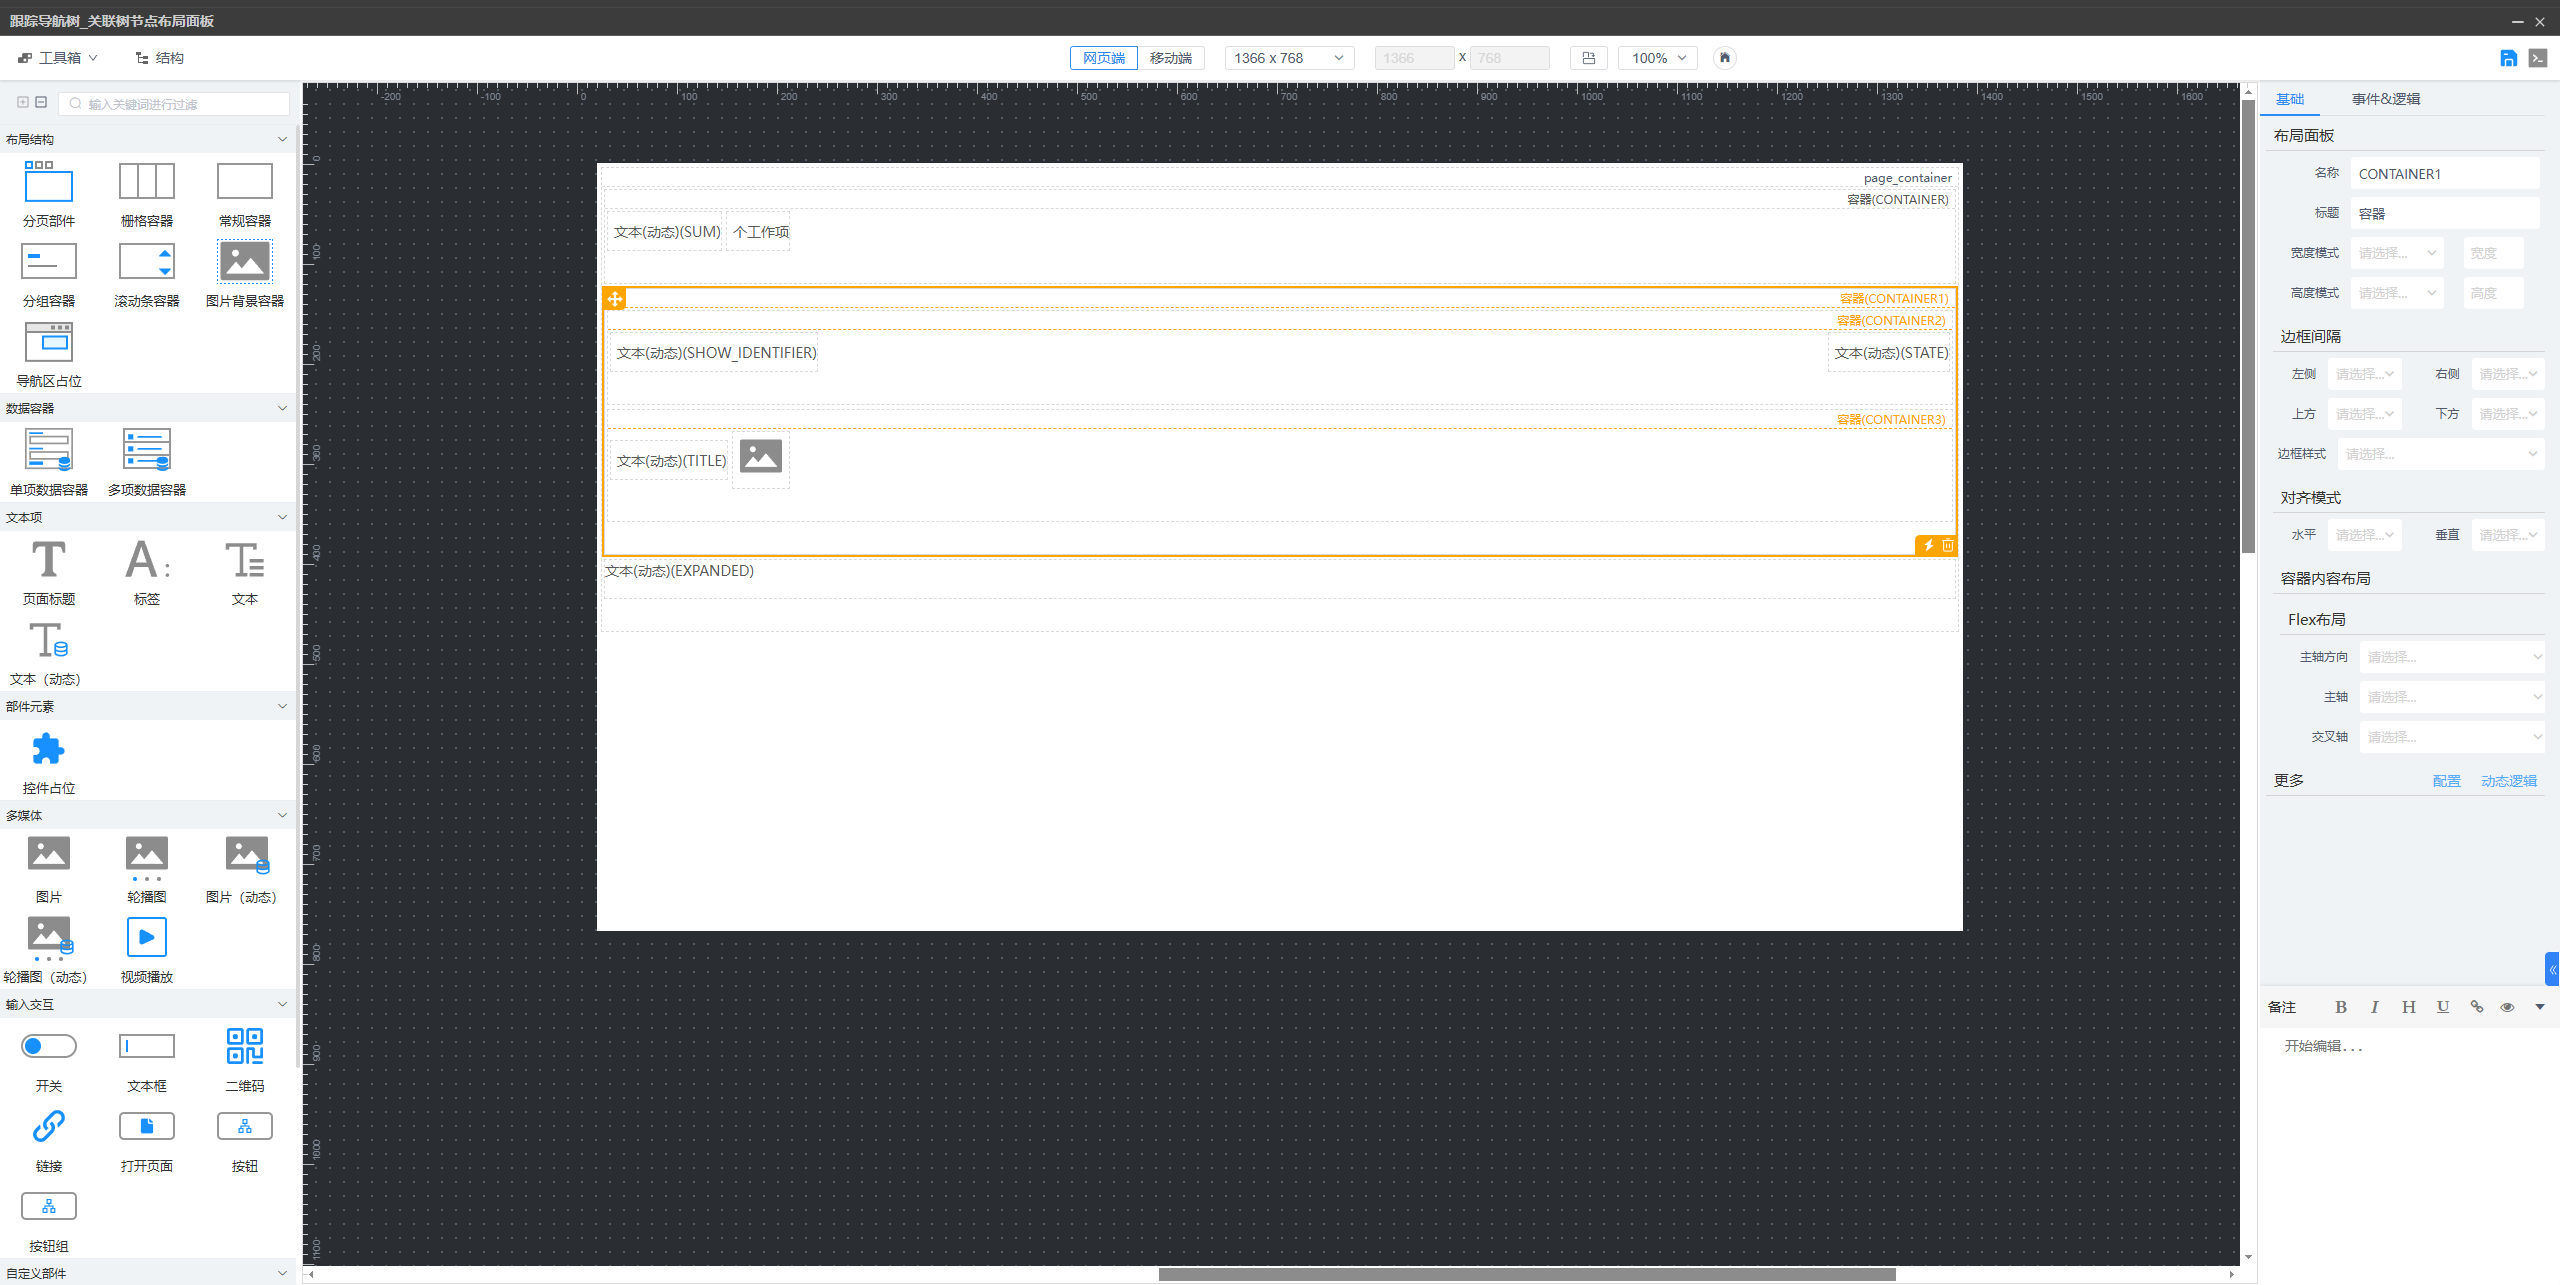 跟踪导航树_关联树节点布局面板
工具箱 结构 网页端 移动端 1366 x 768 1366 x 768 100%
输入关键词进行过滤
布局结构
分页部件 栅格容器 常规容器
分组容器 滚动条容器 图片背景容器
导航区占位
数据容器
单项数据容器 多项数据容器
文本项
页面标题 标签 文本
文本（动态）
部件元素
控件占位
多媒体
图片 轮播图 图片（动态）
轮播图（动态） 视频播放
输入交互
开关 文本框 二维码
链接 打开页面 按钮
按钮组
自定义部件
-200 -100 0 100 200 300 400 500 600 700 800 900 1000 1100 1200 1300 1400 1500 1600
0
100
200
300
400
500
600
700
800
900
1000
1100
page_container
容器(CONTAINER)
文本(动态)(SUM) 个工作项
容器(CONTAINER1)
容器(CONTAINER2)
文本(动态)(SHOW_IDENTIFIER) 文本(动态)(STATE)
容器(CONTAINER3)
文本(动态)(TITLE)
文本(动态)(EXPANDED)
基础 事件&逻辑
布局面板
名称 CONTAINER1
标题 容器
宽度模式 请选择... 宽度
高度模式 请选择... 高度
边框间隔
左侧 请选择... 右侧 请选择...
上方 请选择... 下方 请选择...
边框样式 请选择...
对齐模式
水平 请选择... 垂直 请选择...
容器内容布局
Flex布局
主轴方向 请选择...
主轴 请选择...
交叉轴 请选择...
更多 配置 动态逻辑
备注 B I H U
开始编辑...